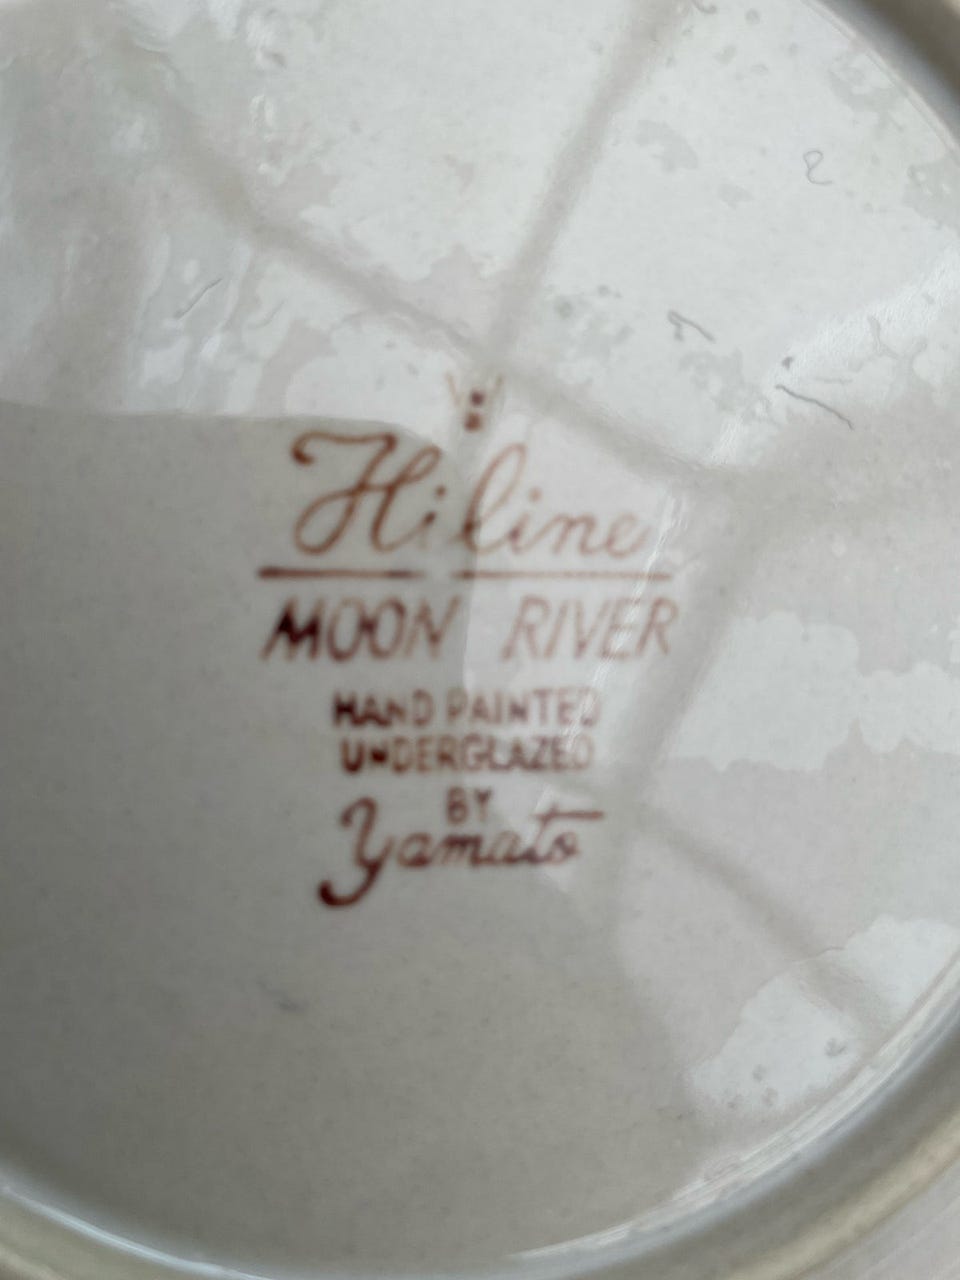 Hiline
MOON RIVER
HAND PAINTED
UNDERGLAZED
BY
Yamato